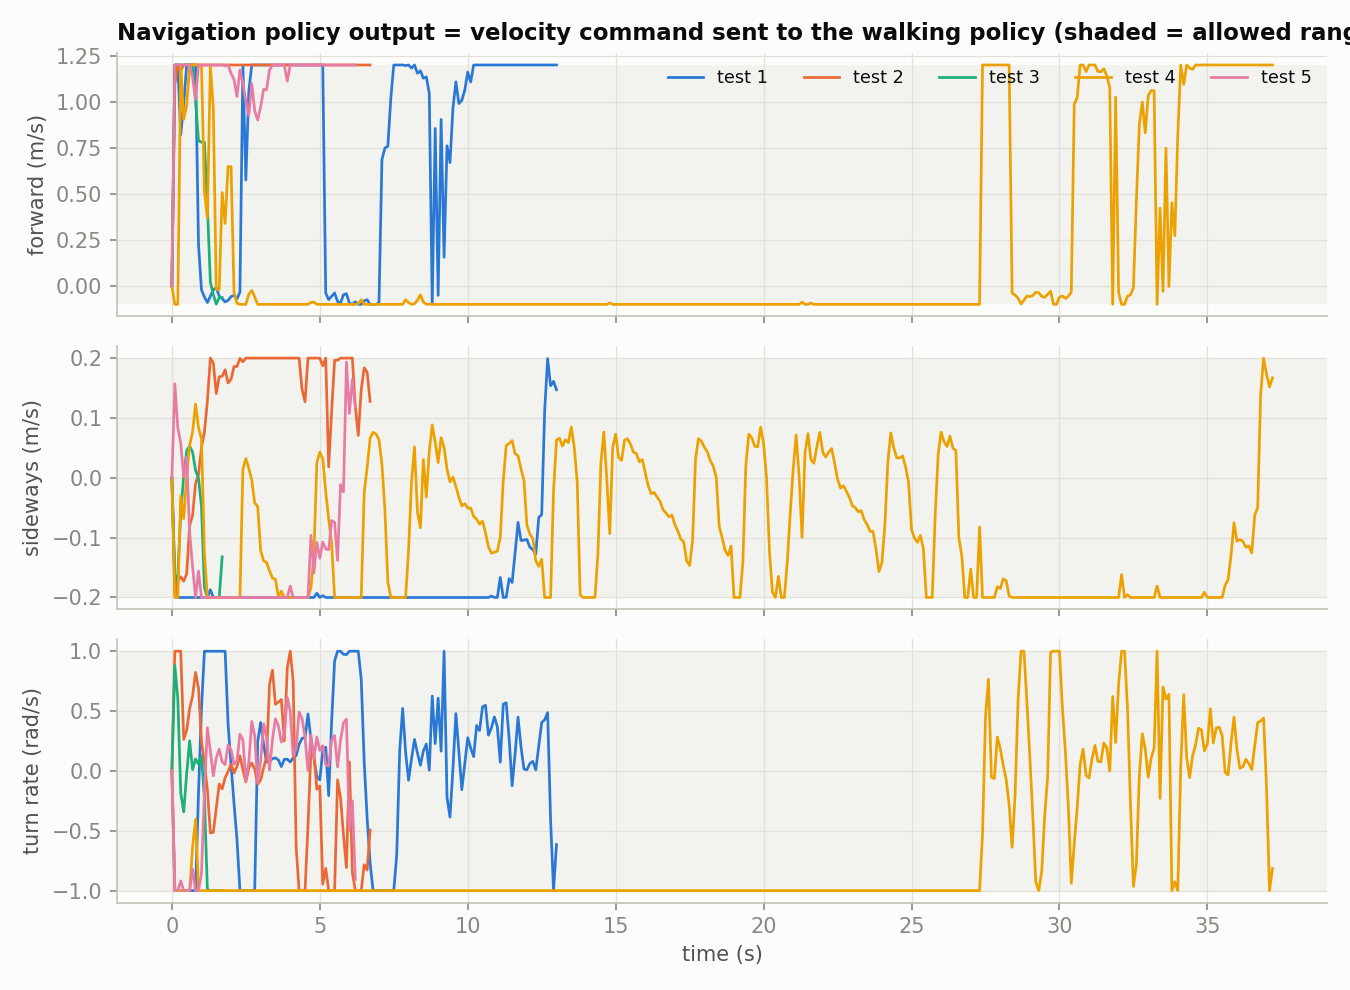 Navigation policy output = velocity command sent to the walking policy (shaded = allowed rang
1.25
1.00
0.75
0.50
0.25
0.00
forward (m/s)
test 1 test 2 test 3 test 4 test 5
0.2
0.1
0.0
−0.1
−0.2
sideways (m/s)
1.0
0.5
0.0
−0.5
−1.0
turn rate (rad/s)
0 5 10 15 20 25 30 35
time (s)